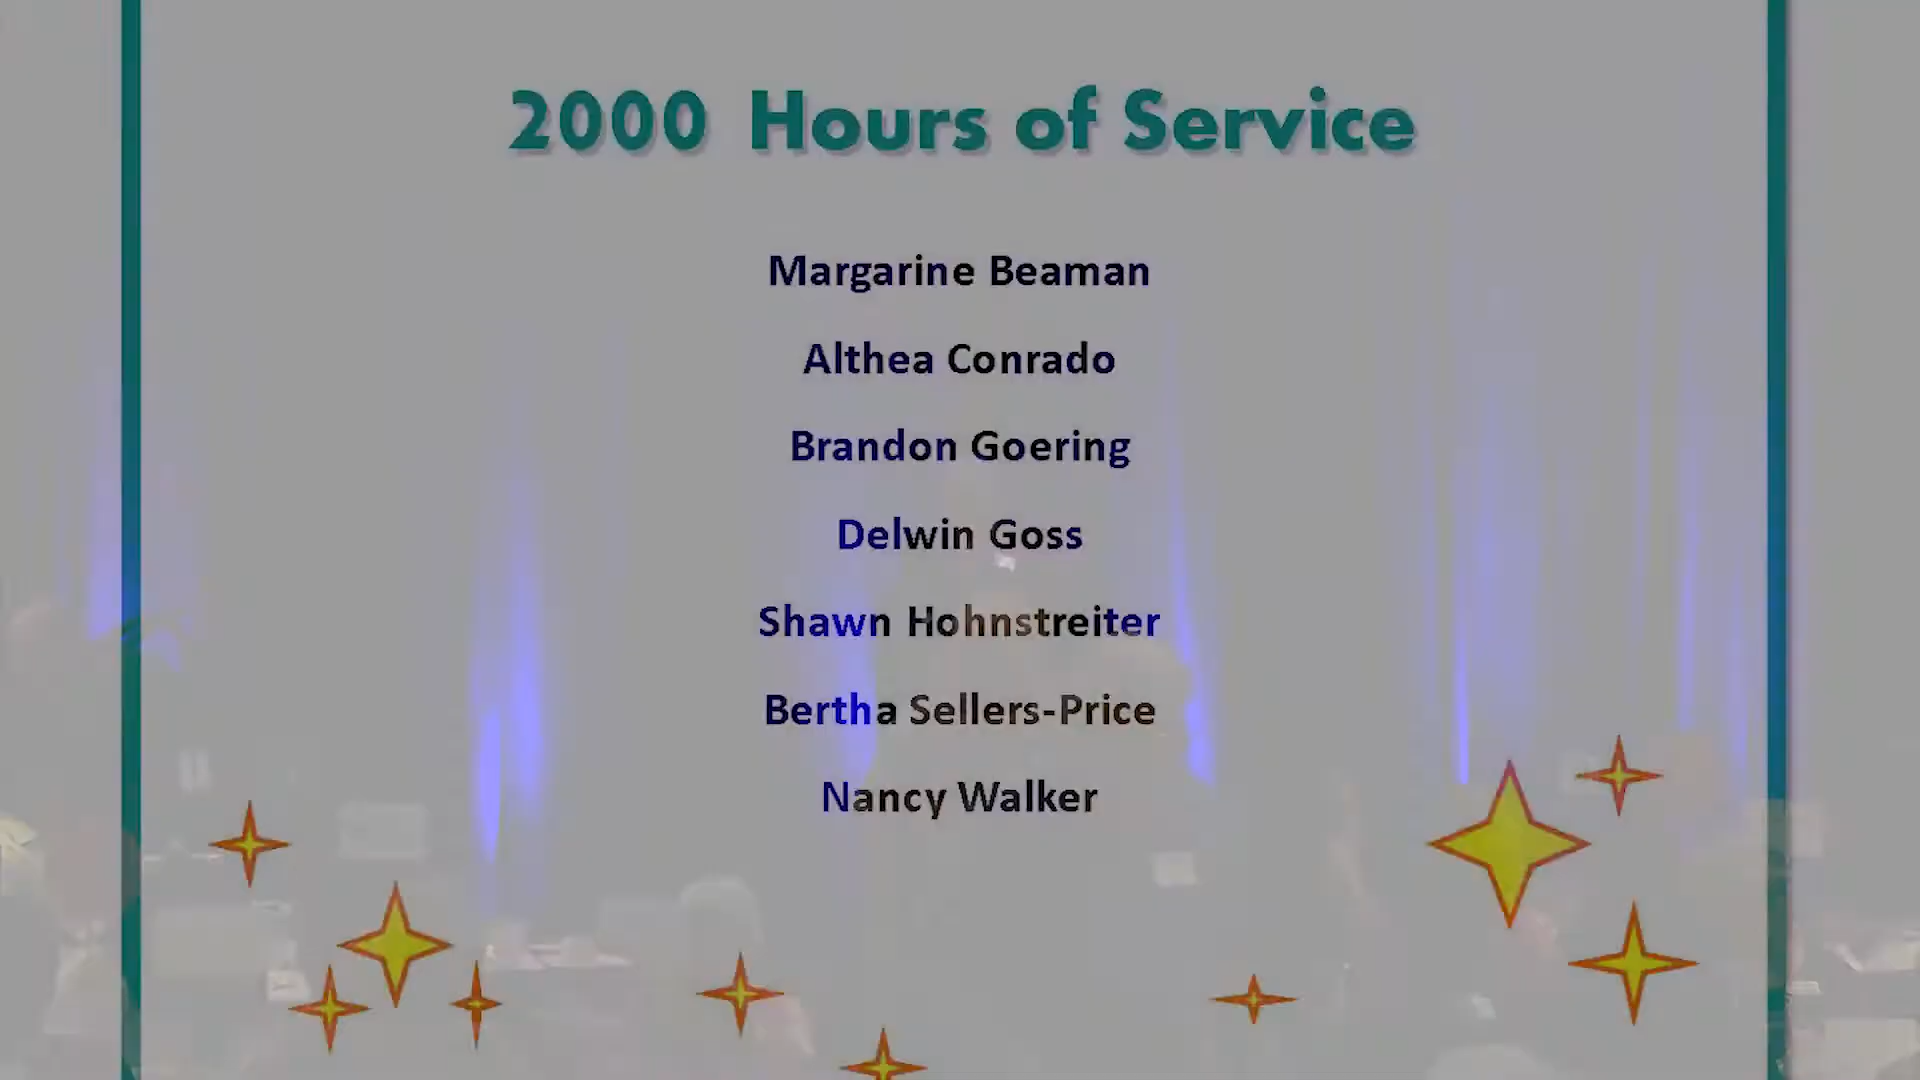 2000 Hours of Service
Margarine Beaman
Althea Conrado
Brandon Goering
Delwin Goss
Shawn Hohnstreiter
Bertha Sellers-Price
Nancy Walker